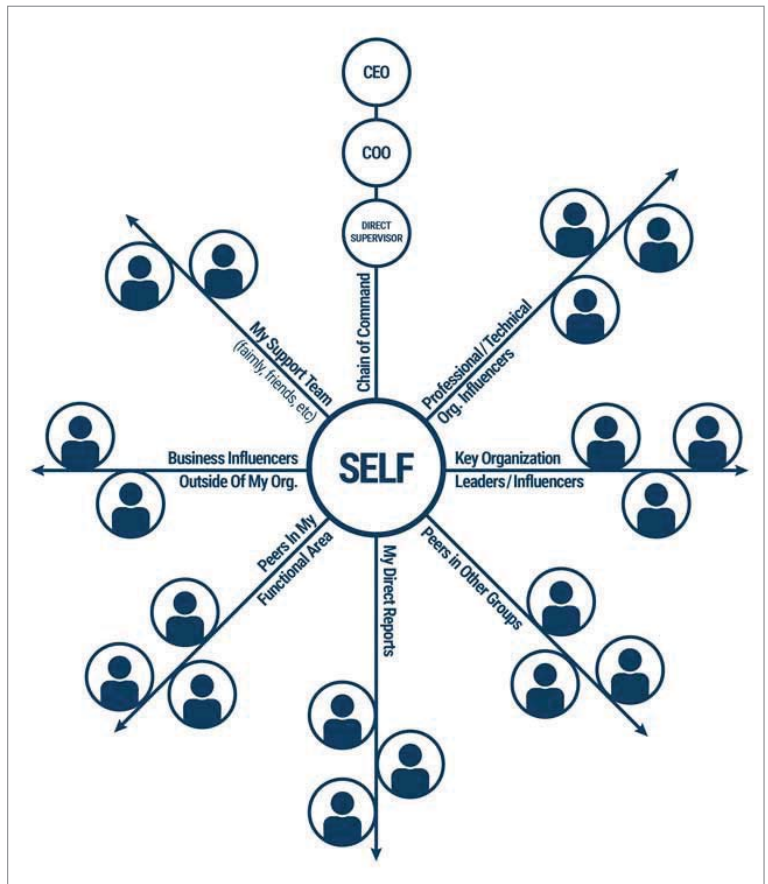 CEO
COO
DIRECT
SUPERVISOR
Chain of Command
Professional/Technical
Org. Influencers
My Support Team
(faimly, friends, etc)
Business Influencers
Outside Of My Org.
SELF
Key Organization
Leaders/Influencers
Peers In My
Functional Area
My Direct Reports
Peers in Other Groups